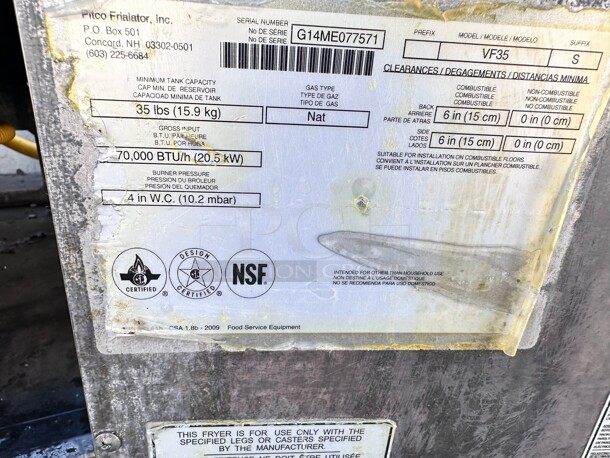 Pitco Frialator, Inc.
P.O. Box 501
Concord, NH 03302-0501
(603) 225-6684
SERIAL NUMBER
No DE SÉRIE
No DE SERIE
G14ME077571
PREFIX
MODEL / MODELE / MODELO
SUFFIX
VF35
S
CLEARANCES / DEGAGEMENTS / DISTANCIAS MINIMA
COMBUSTIBLE
COMBUSTIBLE
COMBUSTIBLE
NON-COMBUSTIBLE
NON-COMBUSTIBLE
NO COMBUSTIBLES
BACK
ARRIERE
PARTE DE ATRAS
6 in (15 cm)
0 in (0 cm)
SIDE
COTES
LADOS
6 in (15 cm)
0 in (0 cm)
SUITABLE FOR INSTALLATION ON COMBUSTIBLE FLOORS.
CONVIENT A L'INSTALLATION SUR UN PLANCHER COMBUSTIBLE.
SE PUEDE INSTALAR EN PISOS COMBUSTIBLES.
MINIMUM TANK CAPACITY
CAP MIN. DE RESERVOIR
CAPACIDAD MINIMA DE TANK
35 lbs (15.9 kg)
GAS TYPE
TYPE DE GAZ
TIPO DE GAS
Nat
GROSS INPUT
B.T.U. PAR HEURE
B.T.U. POR HORA
70,000 BTU/h (20.5 kW)
BURNER PRESSURE
PRESSION DU BROLEUR
PRESIÓN DEL QUEMADOR
4 in W.C. (10.2 mbar)
CERTIFIED
DESIGN
CERTIFIED
NSF
INTENDED FOR OTHER THAN HOUSEHOLD USE
NON DESTINE A L'USAGE DOMESTIQUE.
NO SE RECOMIENDA PARA USO DOMESTICO.
CSA 1.8b - 2009 Food Service Equipment
THIS FRYER IS FOR USE ONLY WITH THE
SPECIFIED LEGS OR CASTERS SPECIFIED
BY THE MANUFACTURER.